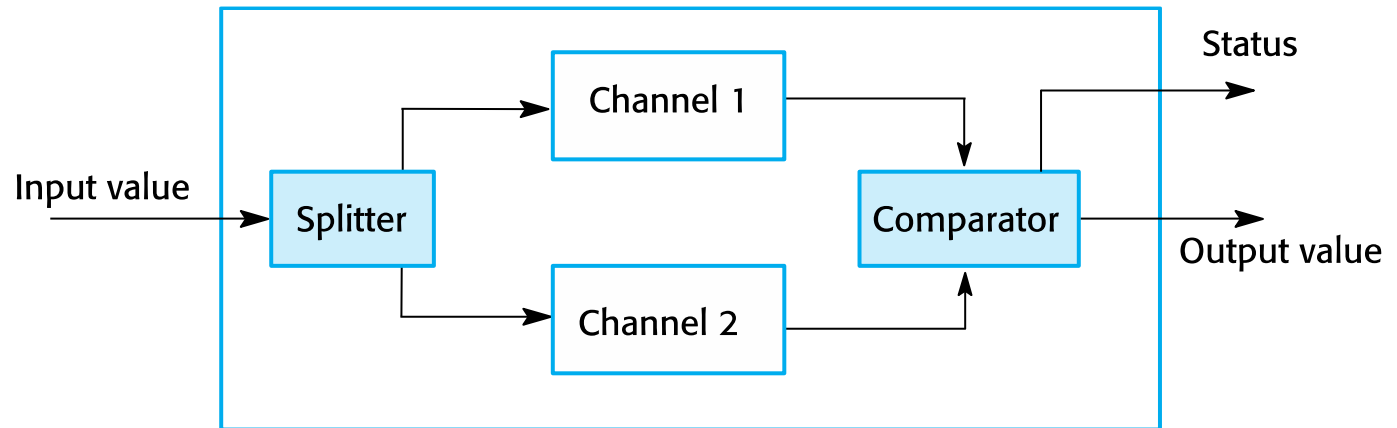 Status
Channel 1
Input value
Splitter
Comparator
Output value
Channel 2